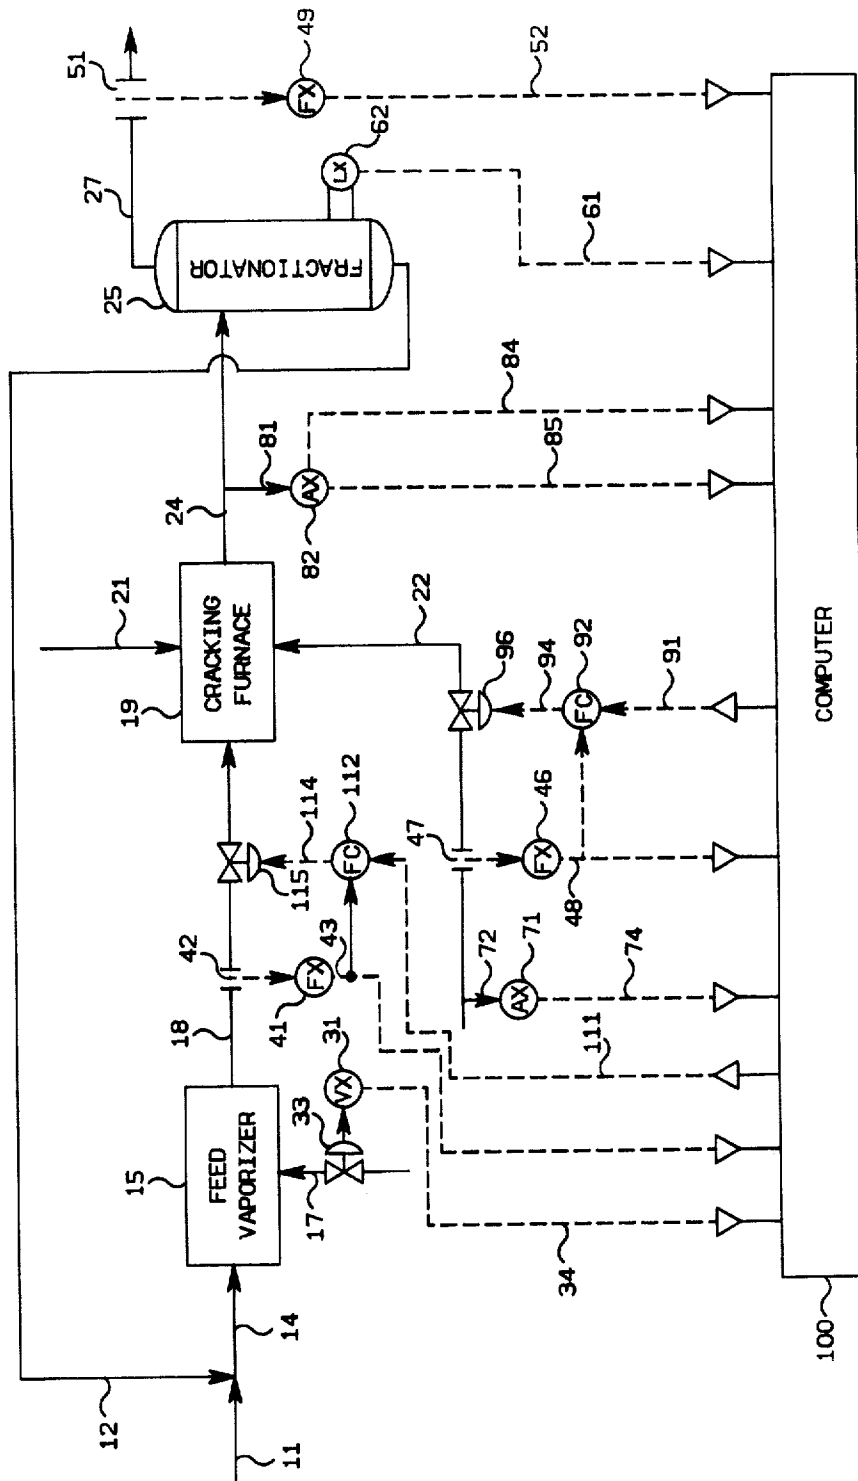 51
49
FX
52
27
62
LX
61
25
FRACTIONATOR
84
85
81
AX
82
24
21
22
CRACKING
FURNACE
19
96
94
92
FC
91
COMPUTER
47
46
FX
48
112
FC
114
115
42
43
FX
41
18
72
71
AX
74
111
31
VX
33
17
FEED
VAPORIZER
15
34
14
12
11
100